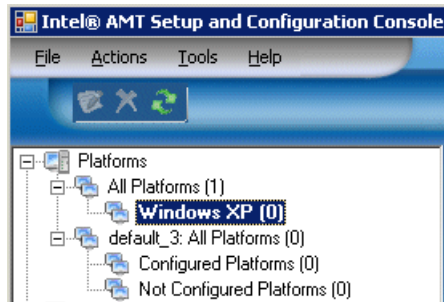 Intel® AMT Setup and Configuration Console
File Actions Tools Help
Platforms
All Platforms (1)
Windows XP (0)
default_3: All Platforms (0)
Configured Platforms (0)
Not Configured Platforms (0)